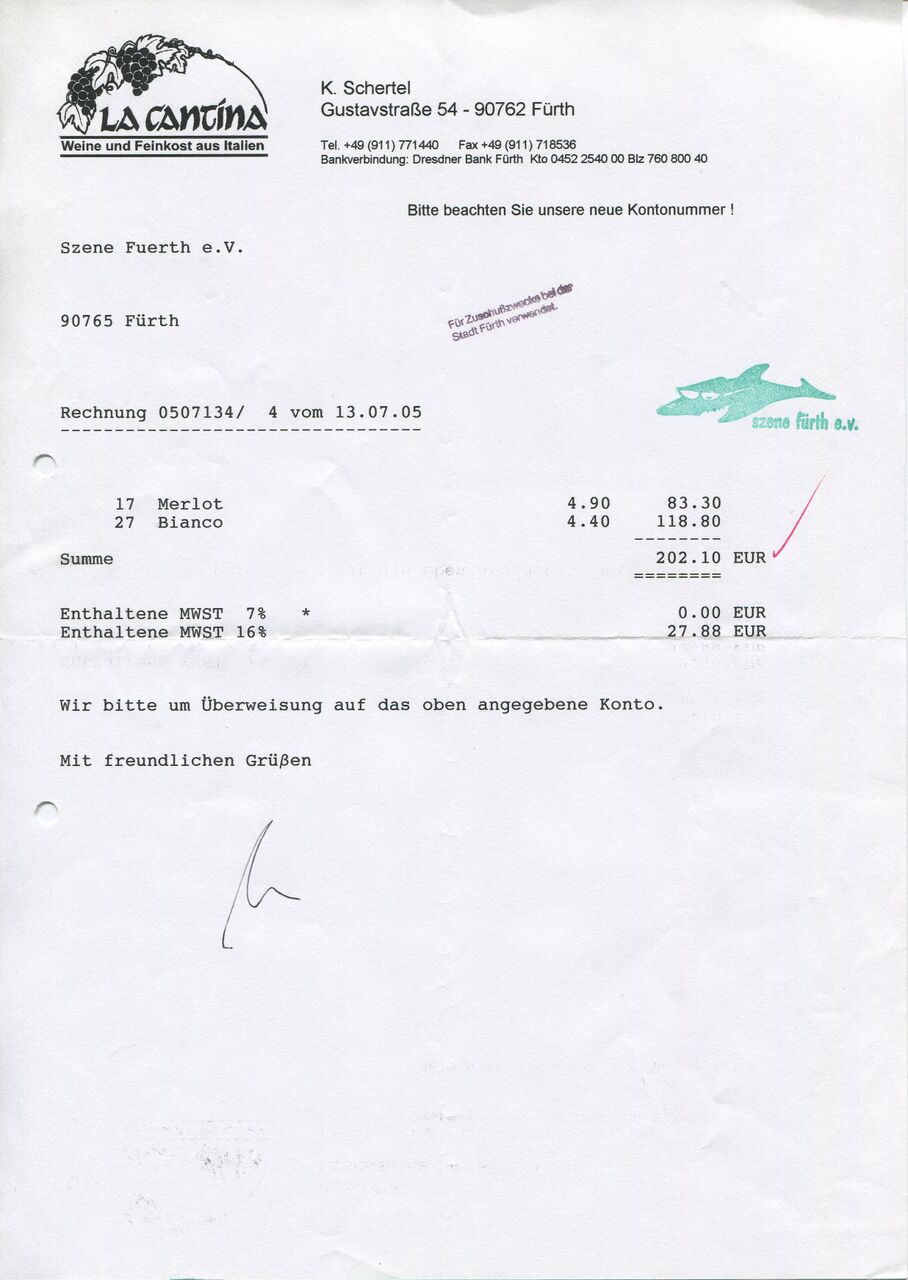 LA CANTINA
Weine und Feinkost aus Italien
K. Schertel
Gustavstraße 54 - 90762 Fürth
Tel. +49 (911) 771440 Fax +49 (911) 718536
Bankverbindung: Dresdner Bank Fürth Kto 0452 2540 00 Blz 760 800 40
Bitte beachten Sie unsere neue Kontonummer !
Szene Fuerth e.V.
90765 Fürth
Für Zuschußzwecke bei der
Stadt Fürth verwendet.
szene fürth e.v.
Rechnung 0507134/ 4 vom 13.07.05
17 Merlot 4.90 83.30
27 Bianco 4.40 118.80
Summe 202.10 EUR
Enthaltene MWST 7% * 0.00 EUR
Enthaltene MWST 16% 27.88 EUR
Wir bitte um Überweisung auf das oben angegebene Konto.
Mit freundlichen Grüßen